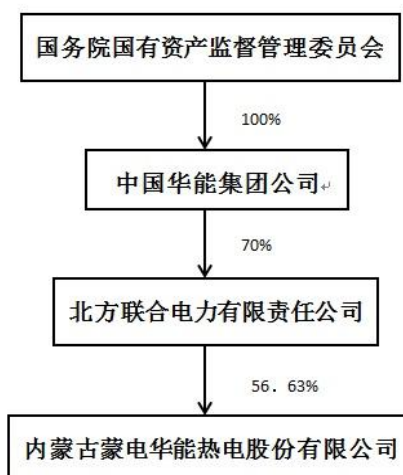 国务院国有资产监督管理委员会
100%
中国华能集团公司
70%
北方联合电力有限责任公司
56. 63%
内蒙古蒙电华能热电股份有限公司